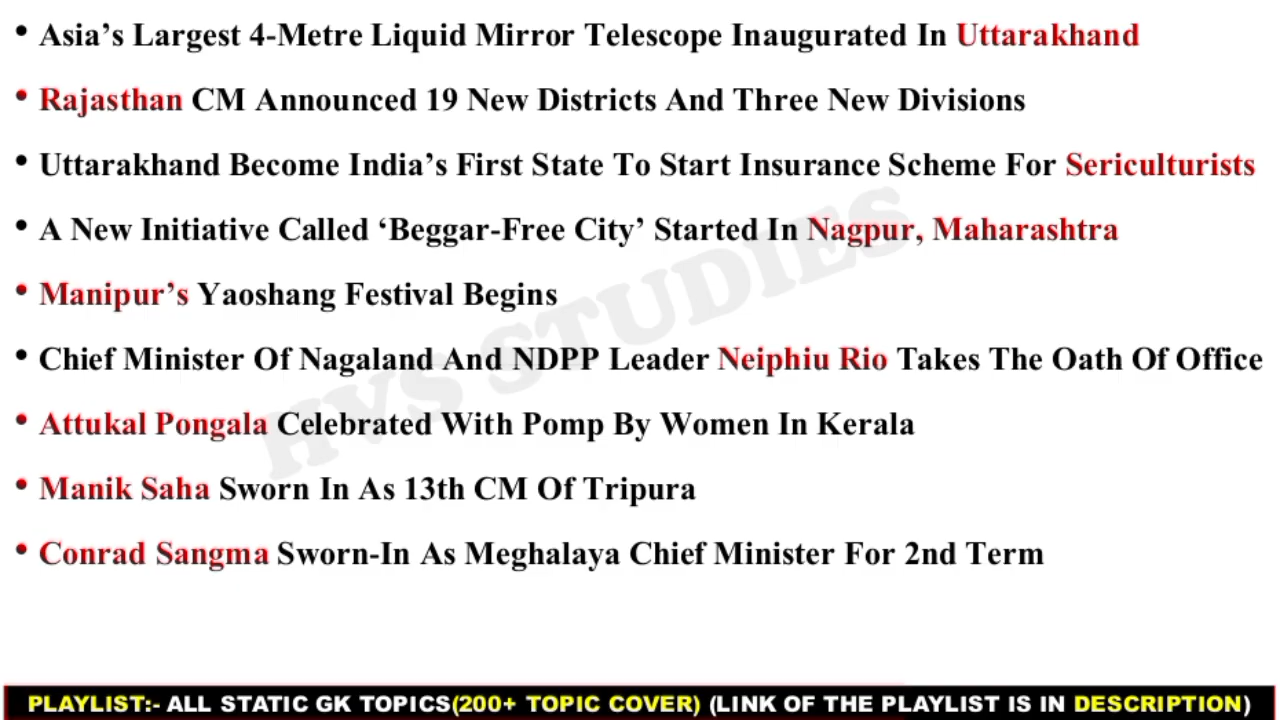 • Asia’s Largest 4-Metre Liquid Mirror Telescope Inaugurated In Uttarakhand
• Rajasthan CM Announced 19 New Districts And Three New Divisions
• Uttarakhand Become India’s First State To Start Insurance Scheme For Sericulturists
• A New Initiative Called ‘Beggar-Free City’ Started In Nagpur, Maharashtra
• Manipur’s Yaoshang Festival Begins
• Chief Minister Of Nagaland And NDPP Leader Neiphiu Rio Takes The Oath Of Office
• Attukal Pongala Celebrated With Pomp By Women In Kerala
• Manik Saha Sworn In As 13th CM Of Tripura
• Conrad Sangma Sworn-In As Meghalaya Chief Minister For 2nd Term
HVS STUDIES
PLAYLIST:- ALL STATIC GK TOPICS(200+ TOPIC COVER) (LINK OF THE PLAYLIST IS IN DESCRIPTION)